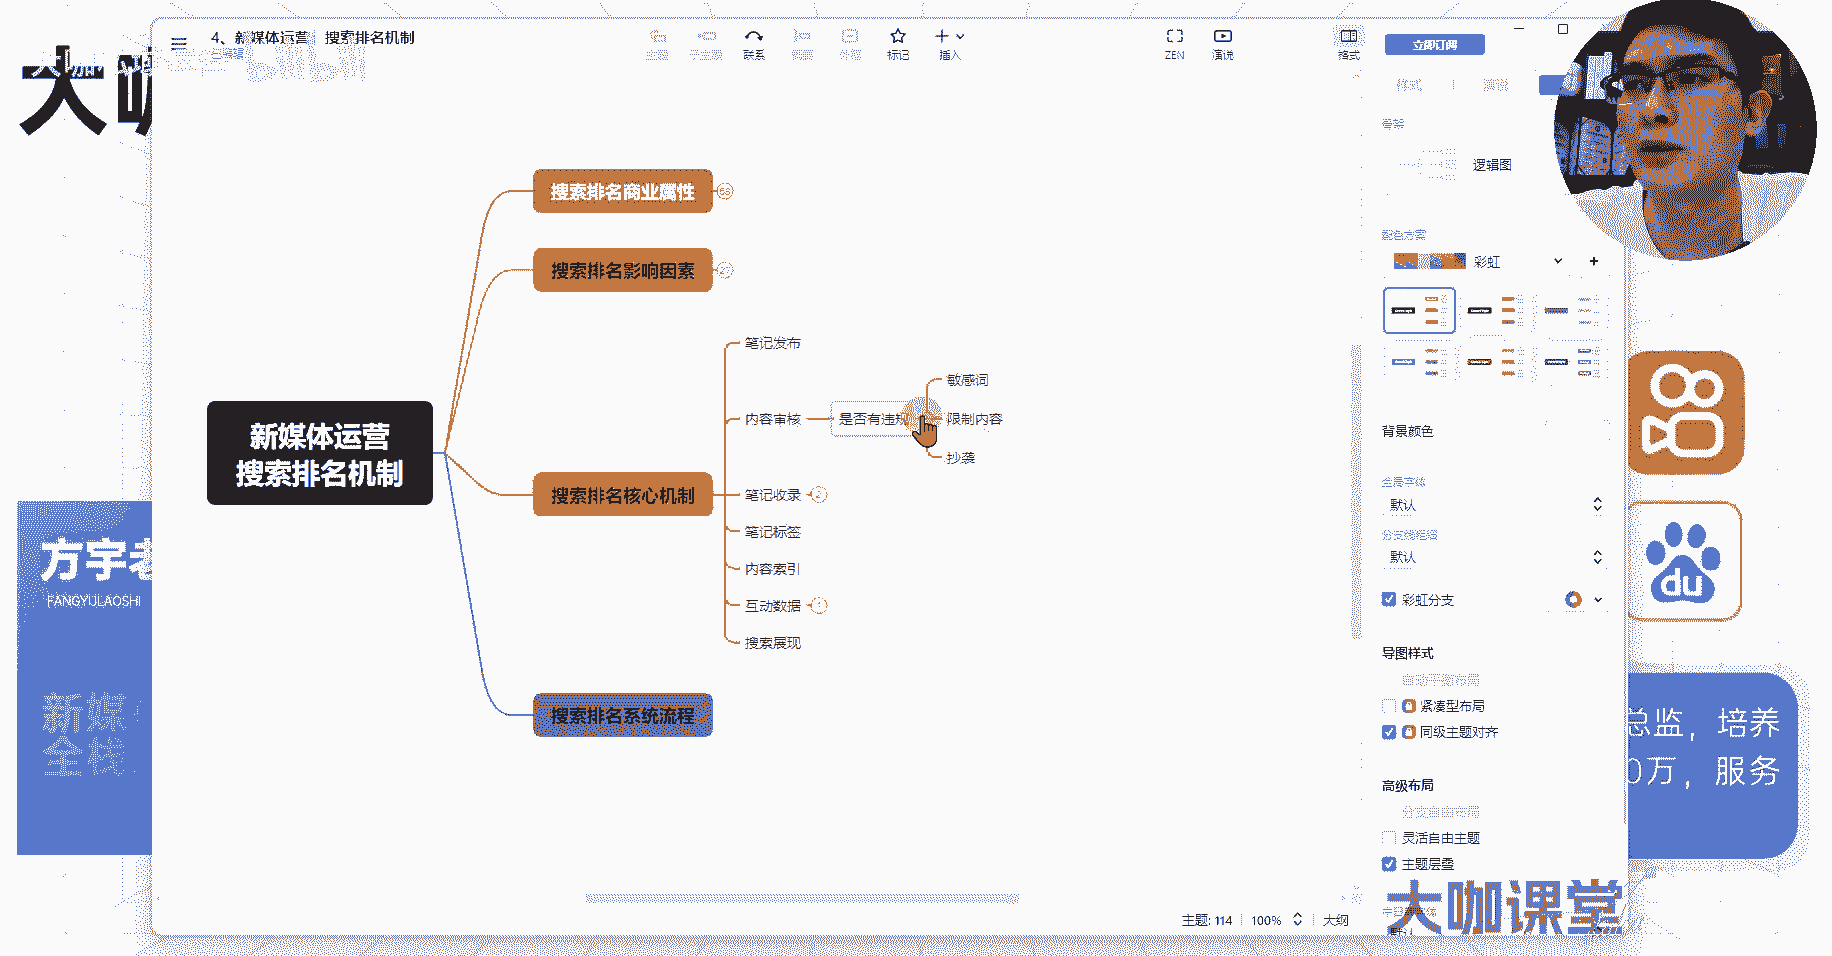 4、新媒体运营 搜索排名机制
已编辑
主题
子主题
联系
概要
外框
标记
插入
ZEN
演说
格式
立即订阅
样式
骨架
逻辑图
配色方案
彩虹
背景颜色
全局字体
默认
分支线粗细
默认
彩虹分支
导图样式
自动平衡布局
紧凑型布局
同级主题对齐
高级布局
分支自由布局
灵活自由主题
主题层叠
默认
新媒体运营
搜索排名机制
搜索排名商业属性
搜索排名影响因素
搜索排名核心机制
笔记发布
内容审核
是否有违规
敏感词
限制内容
抄袭
笔记收录
2
笔记标签
内容索引
互动数据
1
搜索展现
搜索排名系统流程
主题: 114
100%
大纲
大咖
方宇老
FANGYULAOSHI
新媒
全栈
du
总监，培养
0万，服务
大咖课堂